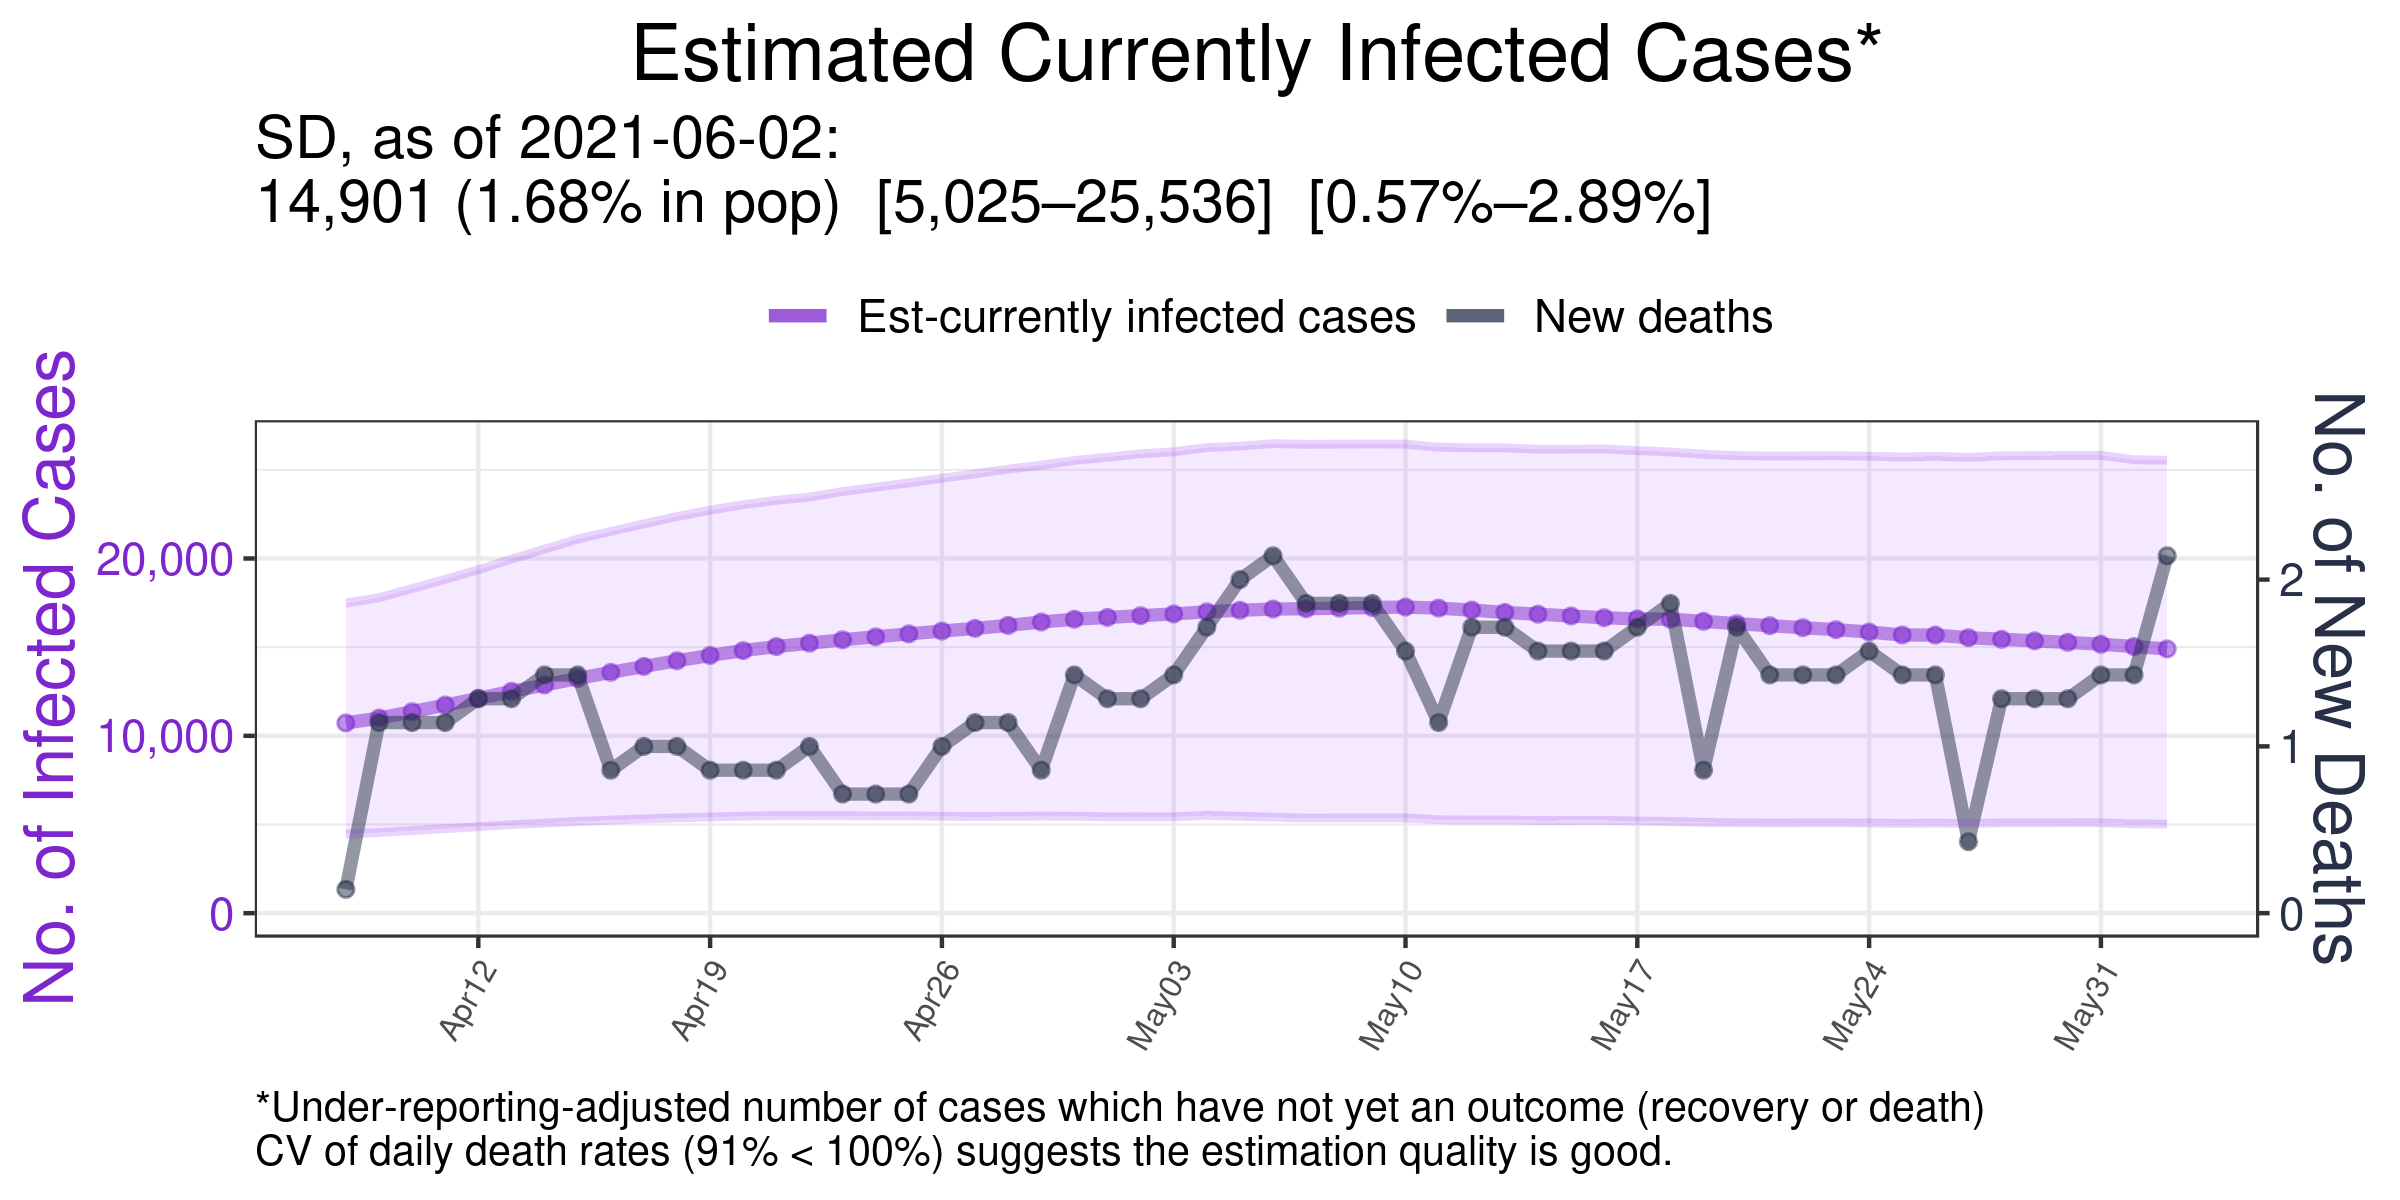 Estimated Currently Infected Cases*
SD, as of 2021-06-02:
14,901 (1.68% in pop)  [5,025–25,536]  [0.57%–2.89%]
Est-currently infected cases
New deaths
No. of Infected Cases
20,000
10,000
0
No. of New Deaths
2
1
0
Apr12
Apr19
Apr26
May03
May10
May17
May24
May31
*Under-reporting-adjusted number of cases which have not yet an outcome (recovery or death)
CV of daily death rates (91% < 100%) suggests the estimation quality is good.